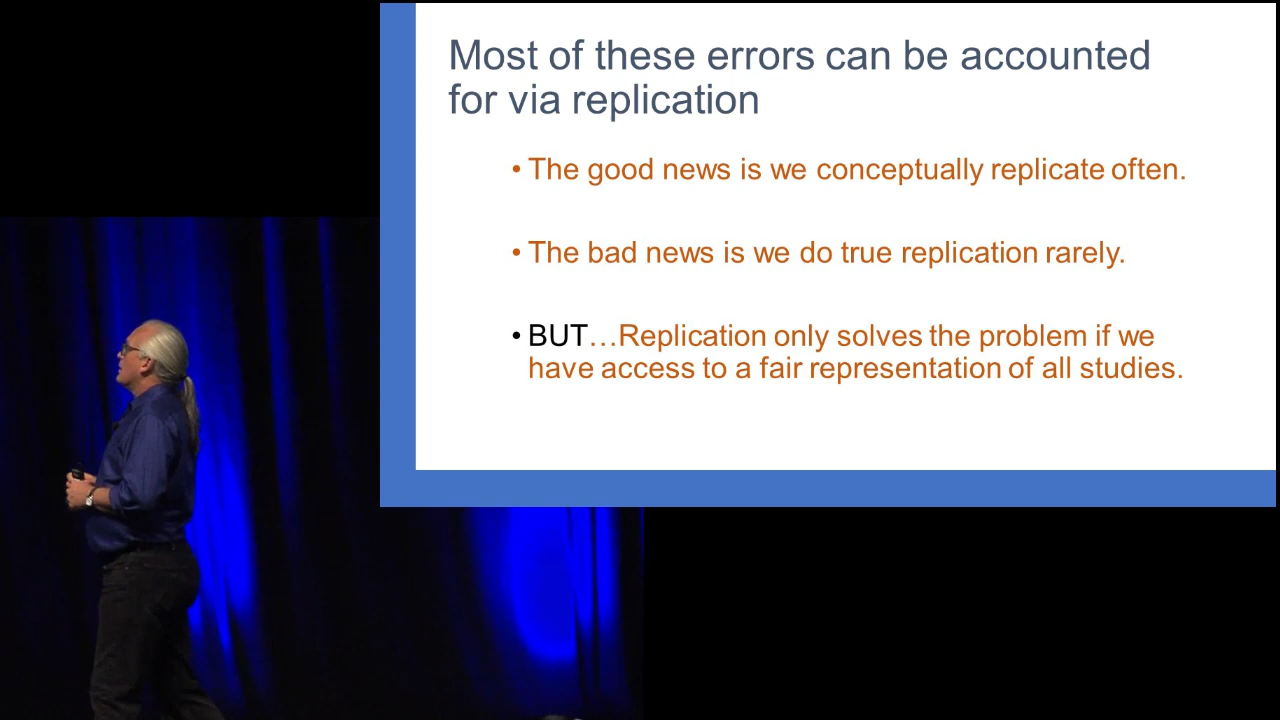 Most of these errors can be accounted
for via replication
• The good news is we conceptually replicate often.
• The bad news is we do true replication rarely.
• BUT…Replication only solves the problem if we
have access to a fair representation of all studies.